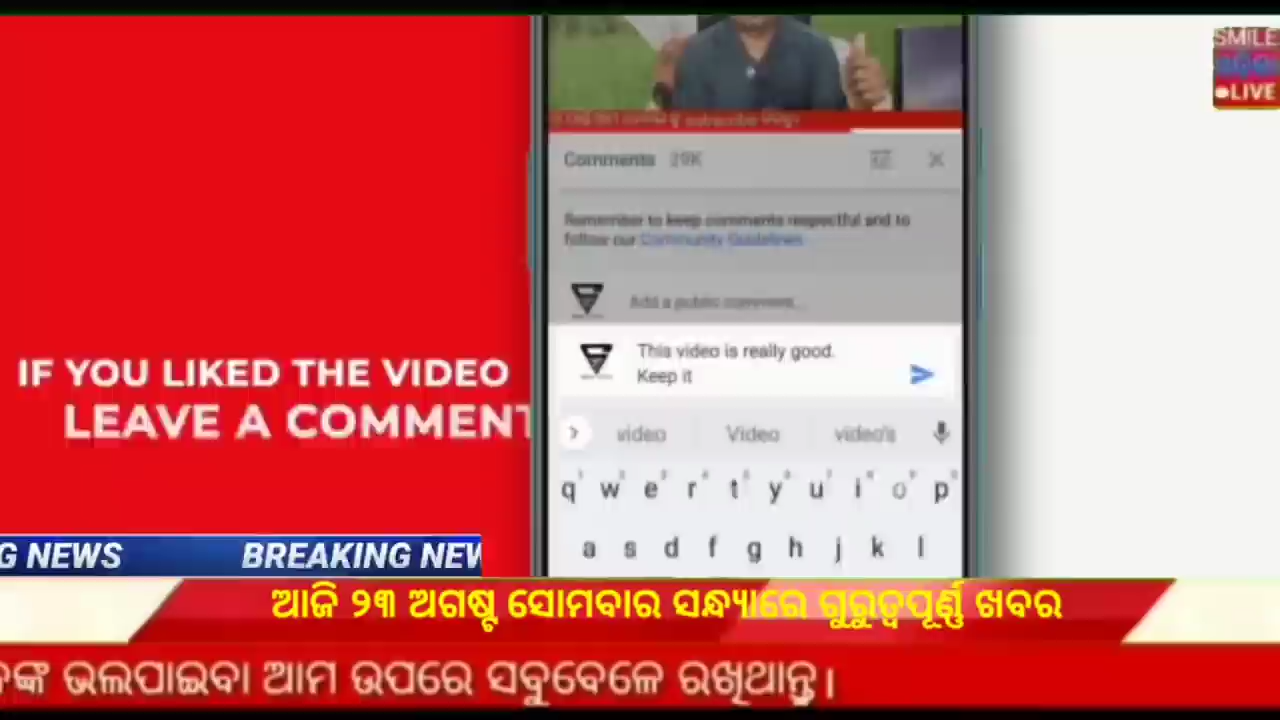 SMILE
LIVE
subscribe
Comments 29K
Remember to keep comments respectful and to
follow our Community Guidelines
Add a public comment...
This video is really good.
Keep it
IF YOU LIKED THE VIDEO
LEAVE A COMMENT
video Video video's
q w e r t y u i o p
a s d f g h j k l
G NEWS BREAKING NEW
ଆଜି ୨୩ ଅଗଷ୍ଟ ସୋମବାର ସନ୍ଧ୍ୟାରେ ଗୁରୁତ୍ୱପୂର୍ଣ୍ଣ ଖବର
ଭଲପାଇବା ଆମ ଉପରେ ସବୁବେଳେ ରଖିଥାନ୍ତୁ।